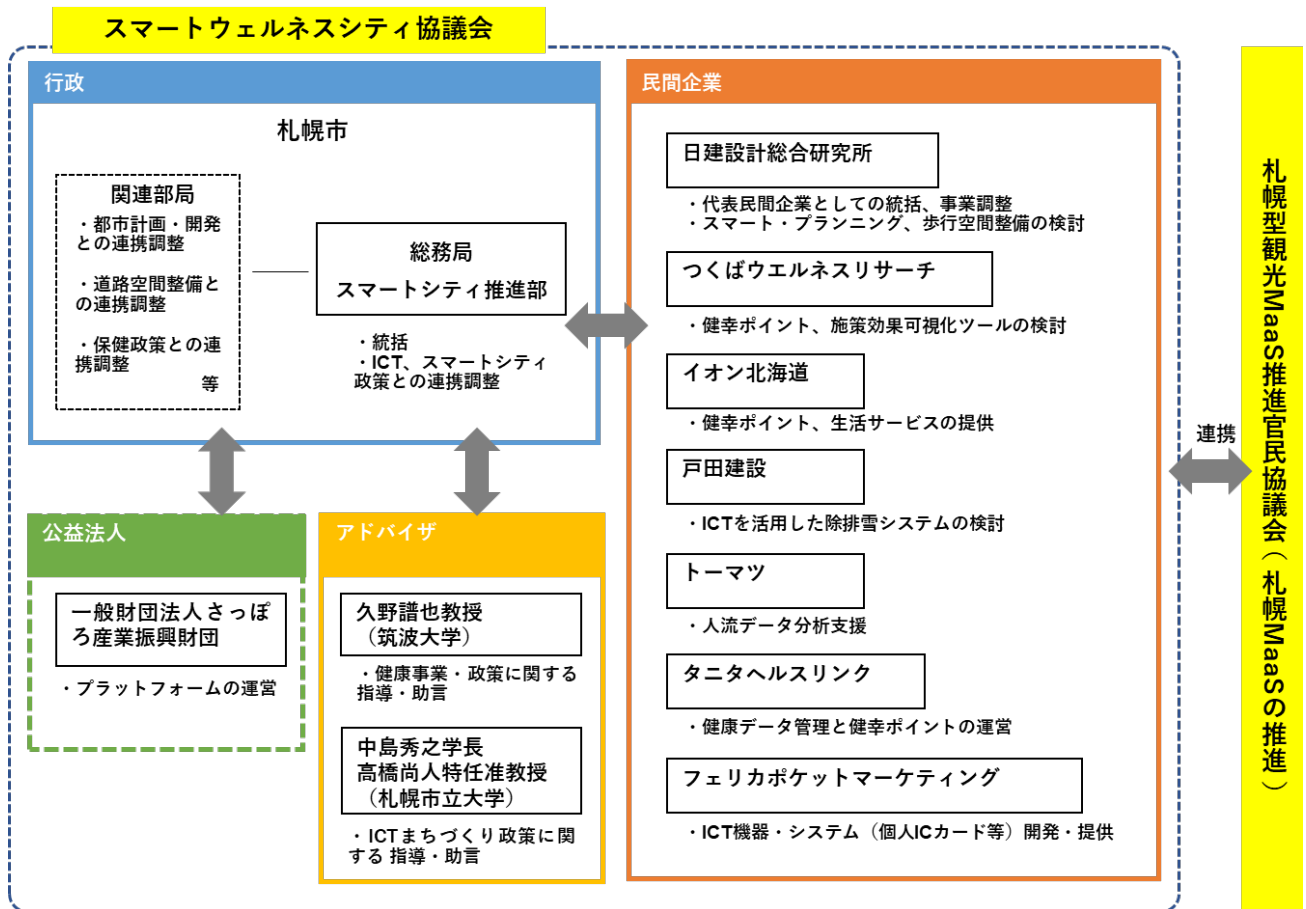 スマートウェルネスシティ協議会
行政
札幌市
関連部局
・都市計画・開発
との連携調整
・道路空間整備と
の連携調整
・保健政策との連
携調整
等
総務局
スマートシティ推進部
・統括
・ICT、スマートシティ
政策との連携調整
公益法人
一般財団法人さっぽ
ろ産業振興財団
・プラットフォームの運営
アドバイザ
久野譜也教授
（筑波大学）
・健康事業・政策に関する
指導・助言
中島秀之学長
高橋尚人特任准教授
（札幌市立大学）
・ICTまちづくり政策に関
する 指導・助言
民間企業
日建設計総合研究所
・代表民間企業としての統括、事業調整
・スマート・プランニング、歩行空間整備の検討
つくばウエルネスリサーチ
・健幸ポイント、施策効果可視化ツールの検討
イオン北海道
・健幸ポイント、生活サービスの提供
戸田建設
・ICTを活用した除排雪システムの検討
トーマツ
・人流データ分析支援
タニタヘルスリンク
・健康データ管理と健幸ポイントの運営
フェリカポケットマーケティング
・ICT機器・システム（個人ICカード等）開発・提供
連携
札幌型観光MaaS推進官民協議会（札幌MaaSの推進）